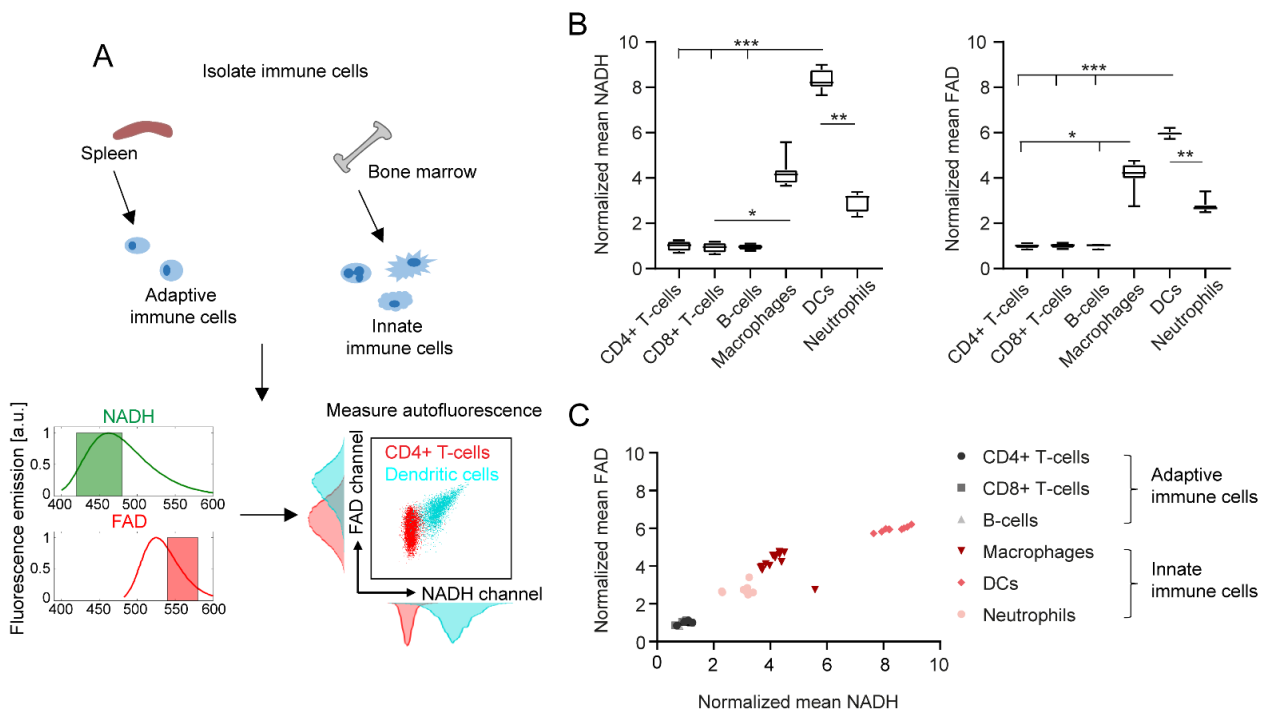 A
Isolate immune cells
Spleen
Bone marrow
Adaptive
immune cells
Innate
immune cells
Fluorescence emission [a.u.]
NADH
1
0.5
0
400 450 500 550 600
FAD
1
0.5
0
400 450 500 550 600
Measure autofluorescence
FAD channel
CD4+ T-cells
Dendritic cells
NADH channel
B
Normalized mean NADH
10
8
6
4
2
0
***
**
*
CD4+ T-cells
CD8+ T-cells
B-cells
Macrophages
DCs
Neutrophils
Normalized mean FAD
10
8
6
4
2
0
***
*
**
CD4+ T-cells
CD8+ T-cells
B-cells
Macrophages
DCs
Neutrophils
C
Normalized mean FAD
10
8
6
4
2
0
0 2 4 6 8 10
Normalized mean NADH
CD4+ T-cells
CD8+ T-cells
B-cells
Adaptive
immune cells
Macrophages
DCs
Neutrophils
Innate
immune cells